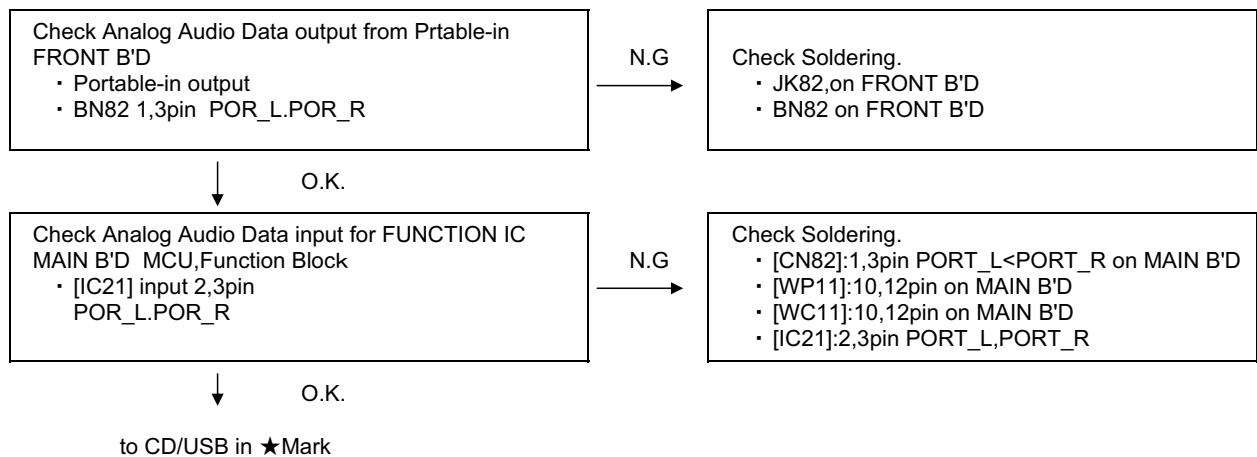 Check Analog Audio Data output from Prtable-in
FRONT B'D
・ Portable-in output
・ BN82 1,3pin POR_L.POR_R
N.G
Check Soldering.
・ JK82,on FRONT B'D
・ BN82 on FRONT B'D
O.K.
Check Analog Audio Data input for FUNCTION IC
MAIN B'D MCU,Function Block
・ [IC21] input 2,3pin
POR_L.POR_R
N.G
Check Soldering.
・ [CN82]:1,3pin PORT_L<PORT_R on MAIN B'D
・ [WP11]:10,12pin on MAIN B'D
・ [WC11]:10,12pin on MAIN B'D
・ [IC21]:2,3pin PORT_L,PORT_R
O.K.
to CD/USB in ★Mark